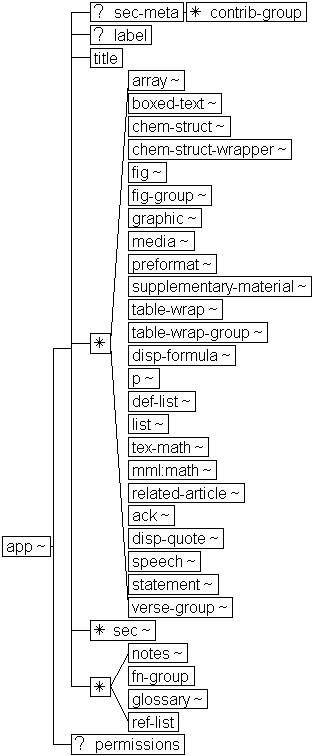 ? sec-meta * contrib-group
? label
title
array ~
boxed-text ~
chem-struct ~
chem-struct-wrapper ~
fig ~
fig-group ~
graphic ~
media ~
preformat ~
supplementary-material ~
table-wrap ~
table-wrap-group ~
* disp-formula ~
p ~
def-list ~
list ~
tex-math ~
mml:math ~
related-article ~
ack ~
disp-quote ~
app ~
speech ~
statement ~
verse-group ~
* sec ~
notes ~
* fn-group
glossary ~
ref-list
? permissions